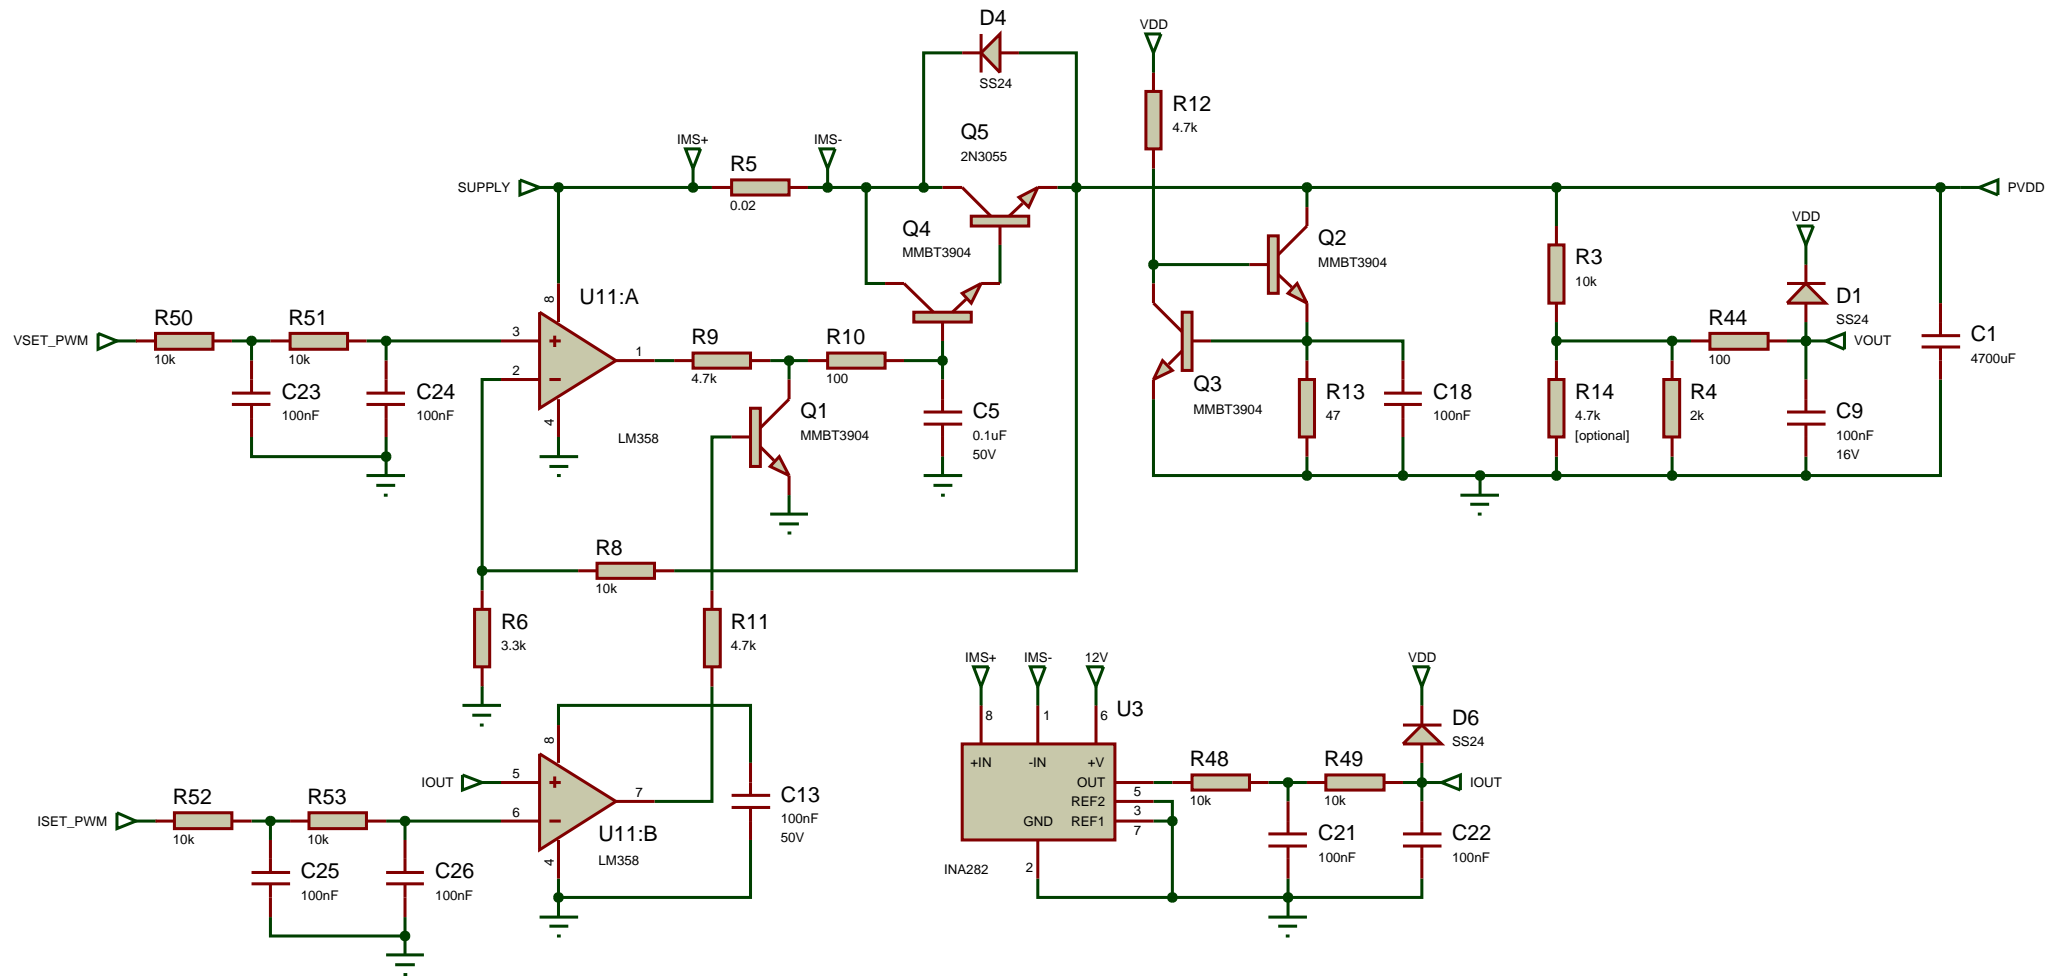 D4
SS24
VDD
R12
4.7k
Q5
2N3055
IMS+
IMS-
R5
0.02
SUPPLY
PVDD
Q4
MMBT3904
Q2
MMBT3904
VDD
R3
10k
D1
SS24
8
U11:A
VSET_PWM
R50
10k
R51
10k
3
2
1
4
LM358
R9
4.7k
R10
100
R44
100
VOUT
C1
4700uF
C23
100nF
C24
100nF
Q1
MMBT3904
C5
0.1uF
50V
Q3
MMBT3904
R13
47
C18
100nF
R14
4.7k
[optional]
R4
2k
C9
100nF
16V
R8
10k
R6
3.3k
R11
4.7k
IMS+
IMS-
12V
VDD
8
1
6
U3
D6
SS24
+IN
-IN
+V
OUT
REF2
GND
REF1
5
3
7
2
INA282
R48
10k
R49
10k
IOUT
C21
100nF
C22
100nF
8
IOUT
5
6
7
4
U11:B
LM358
C13
100nF
50V
ISET_PWM
R52
10k
R53
10k
C25
100nF
C26
100nF